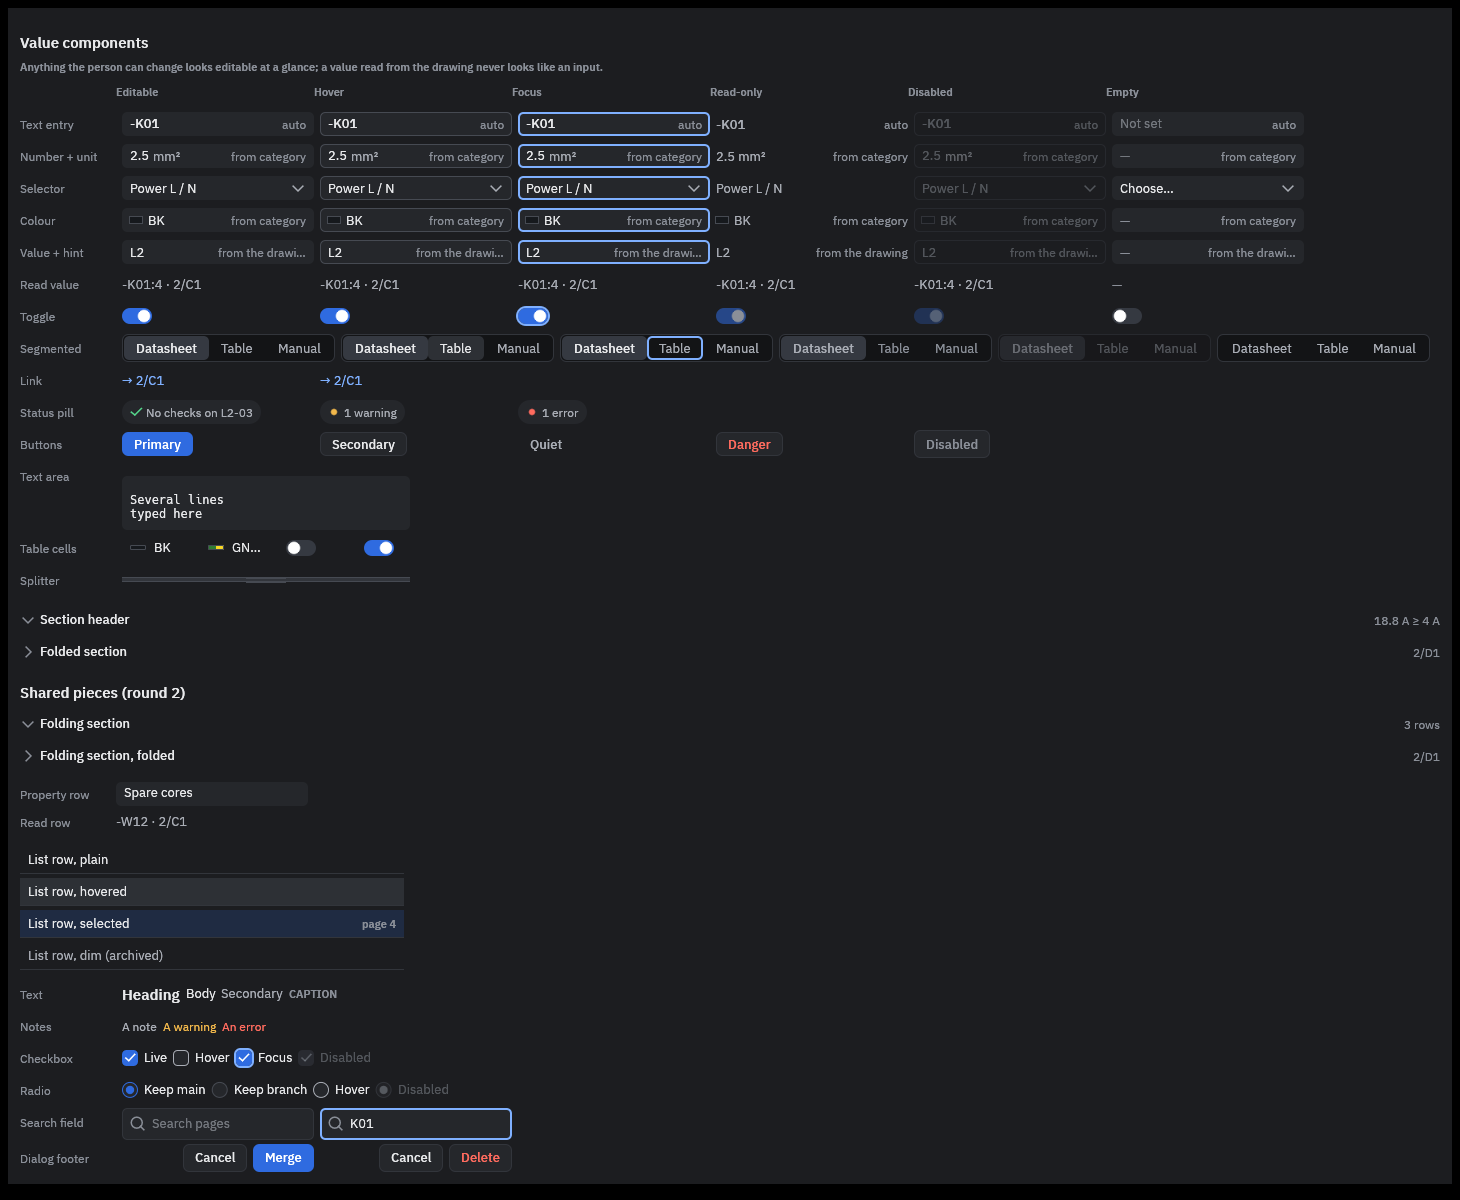 Value components
Anything the person can change looks editable at a glance; a value read from the drawing never looks like an input.
Editable Hover Focus Read-only Disabled Empty
Text entry -K01 auto -K01 auto -K01 auto -K01 auto -K01 auto Not set auto
Number + unit 2.5 mm² from category 2.5 mm² from category 2.5 mm² from category 2.5 mm² from category 2.5 mm² from category — from category
Selector Power L / N Power L / N Power L / N Power L / N Power L / N Choose...
Colour BK from category BK from category BK from category BK from category BK from category — from category
Value + hint L2 from the drawi... L2 from the drawi... L2 from the drawi... L2 from the drawing L2 from the drawi... — from the drawi...
Read value -K01:4 · 2/C1 -K01:4 · 2/C1 -K01:4 · 2/C1 -K01:4 · 2/C1 -K01:4 · 2/C1 —
Toggle
Segmented Datasheet Table Manual Datasheet Table Manual Datasheet Table Manual Datasheet Table Manual Datasheet Table Manual Datasheet Table Manual
Link → 2/C1 → 2/C1
Status pill No checks on L2-03 1 warning 1 error
Buttons Primary Secondary Quiet Danger Disabled
Text area
Several lines
typed here
Table cells BK GN...
Splitter
Section header 18.8 A ≥ 4 A
Folded section 2/D1
Shared pieces (round 2)
Folding section 3 rows
Folding section, folded 2/D1
Property row Spare cores
Read row -W12 · 2/C1
List row, plain
List row, hovered
List row, selected page 4
List row, dim (archived)
Text Heading Body Secondary CAPTION
Notes A note A warning An error
Checkbox Live Hover Focus Disabled
Radio Keep main Keep branch Hover Disabled
Search field Search pages K01
Dialog footer Cancel Merge Cancel Delete